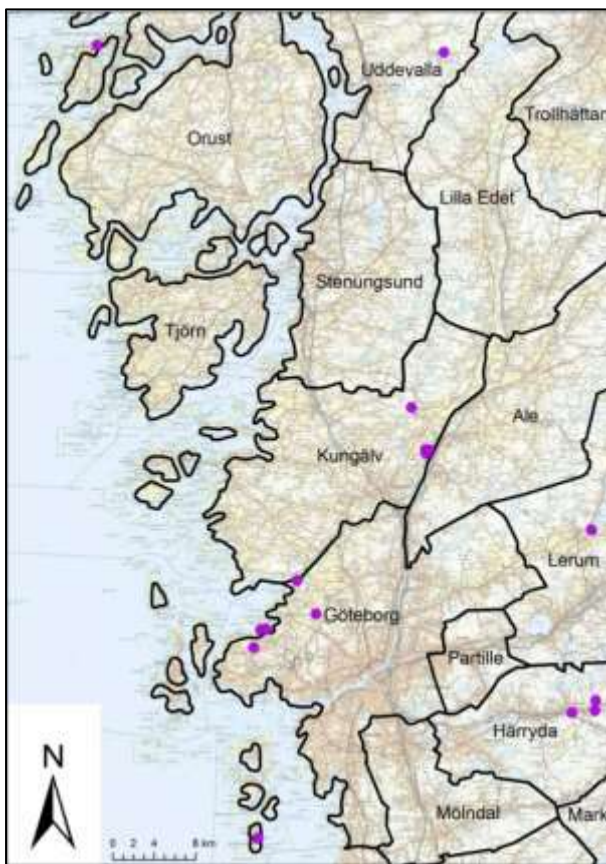 Uddevalla
Trollhättan
Orust
Lilla Edet
Stenungsund
Tjörn
Ale
Kungälv
Lerum
Göteborg
Partille
Härryda
N
Mölndal
Mark
0 2 4 8 km